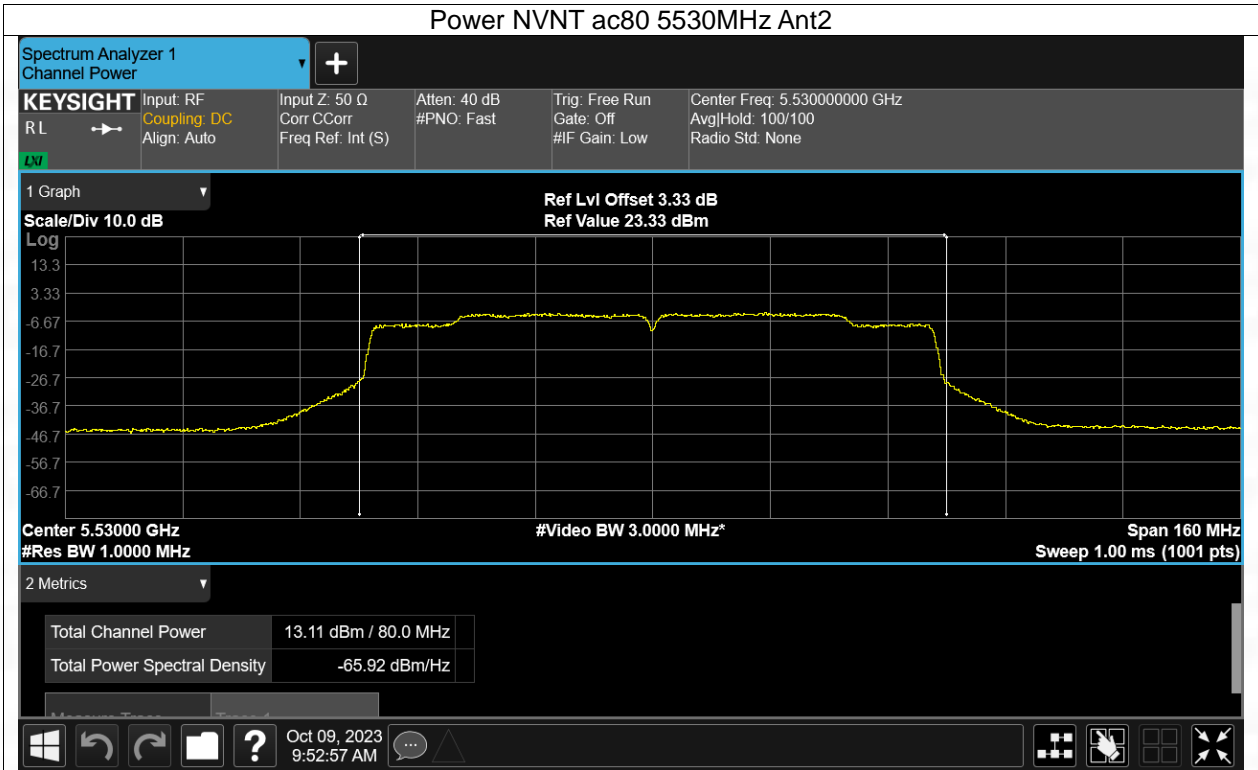 Power NVNT ac80 5530MHz Ant2
Spectrum Analyzer 1
Channel Power
KEYSIGHT
RL
LXI
Input: RF
Coupling: DC
Align: Auto
Input Z: 50 Ω
Corr CCorr
Freq Ref: Int (S)
Atten: 40 dB
#PNO: Fast
Trig: Free Run
Gate: Off
#IF Gain: Low
Center Freq: 5.530000000 GHz
Avg|Hold: 100/100
Radio Std: None
1 Graph
Scale/Div 10.0 dB
Ref Lvl Offset 3.33 dB
Ref Value 23.33 dBm
Log
13.3
3.33
-6.67
-16.7
-26.7
-36.7
-46.7
-56.7
-66.7
Center 5.53000 GHz
#Video BW 3.0000 MHz*
Span 160 MHz
#Res BW 1.0000 MHz
Sweep 1.00 ms (1001 pts)
2 Metrics
Total Channel Power 13.11 dBm / 80.0 MHz
Total Power Spectral Density -65.92 dBm/Hz
Oct 09, 2023
9:52:57 AM